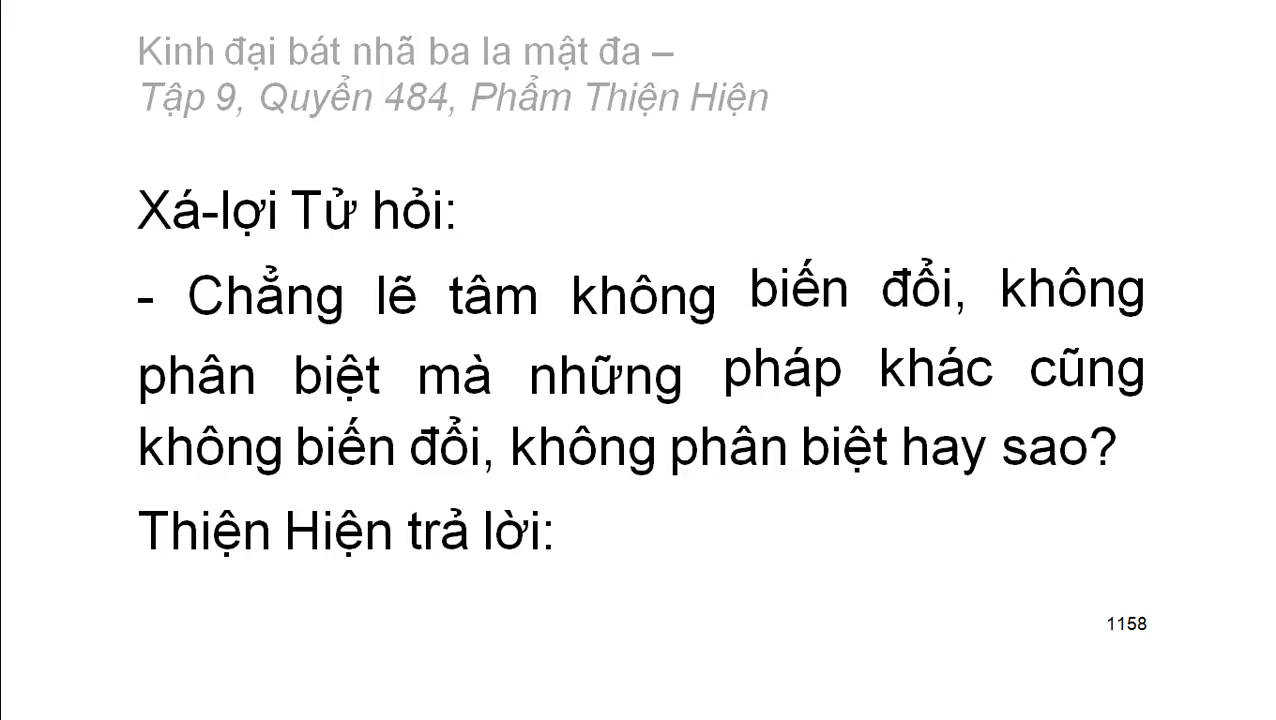 Kinh đại bát nhã ba la mật đa –
Tập 9, Quyển 484, Phẩm Thiện Hiện
Xá-lợi Tử hỏi:
- Chẳng lẽ tâm không biến đổi, không
phân biệt mà những pháp khác cũng
không biến đổi, không phân biệt hay sao?
Thiện Hiện trả lời:
1158